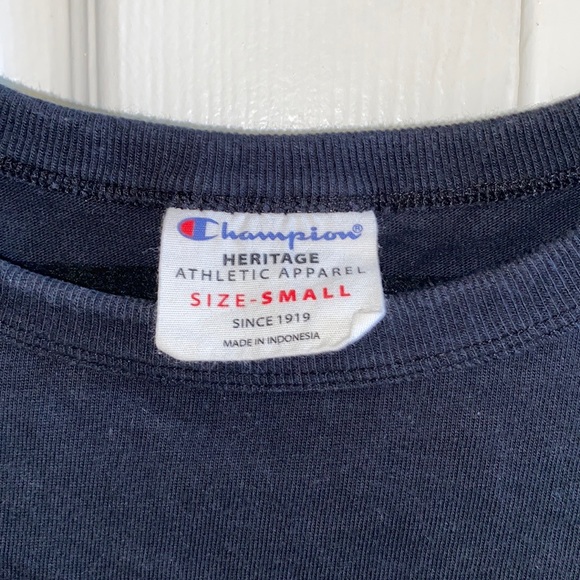 Champion®
HERITAGE
ATHLETIC APPAREL
SIZE-SMALL
SINCE 1919
MADE IN INDONESIA